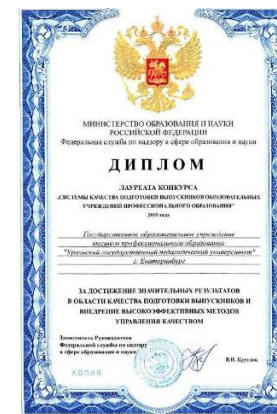 МИНИСТЕРСТВО ОБРАЗОВАНИЯ И НАУКИ
РОССИЙСКОЙ ФЕДЕРАЦИИ
Федеральная служба по надзору в сфере образования и науки
ДИПЛОМ
ЛАУРЕАТА КОНКУРСА
„СИСТЕМЫ КАЧЕСТВА ПОДГОТОВКИ ВЫПУСКНИКОВ ОБРАЗОВАТЕЛЬНЫХ
УЧРЕЖДЕНИЙ ПРОФЕССИОНАЛЬНОГО ОБРАЗОВАНИЯ"
2010 года
Государственное образовательное учреждение
высшего профессионального образования
"Уральский государственный педагогический университет"
г. Екатеринбург
ЗА ДОСТИЖЕНИЕ ЗНАЧИТЕЛЬНЫХ РЕЗУЛЬТАТОВ
В ОБЛАСТИ КАЧЕСТВА ПОДГОТОВКИ ВЫПУСКНИКОВ И
ВНЕДРЕНИЕ ВЫСОКОЭФФЕКТИВНЫХ МЕТОДОВ
УПРАВЛЕНИЯ КАЧЕСТВОМ
Заместитель Руководителя
Федеральной службы по надзору
в сфере образования и науки
В.Н. Круглов
КОПИЯ